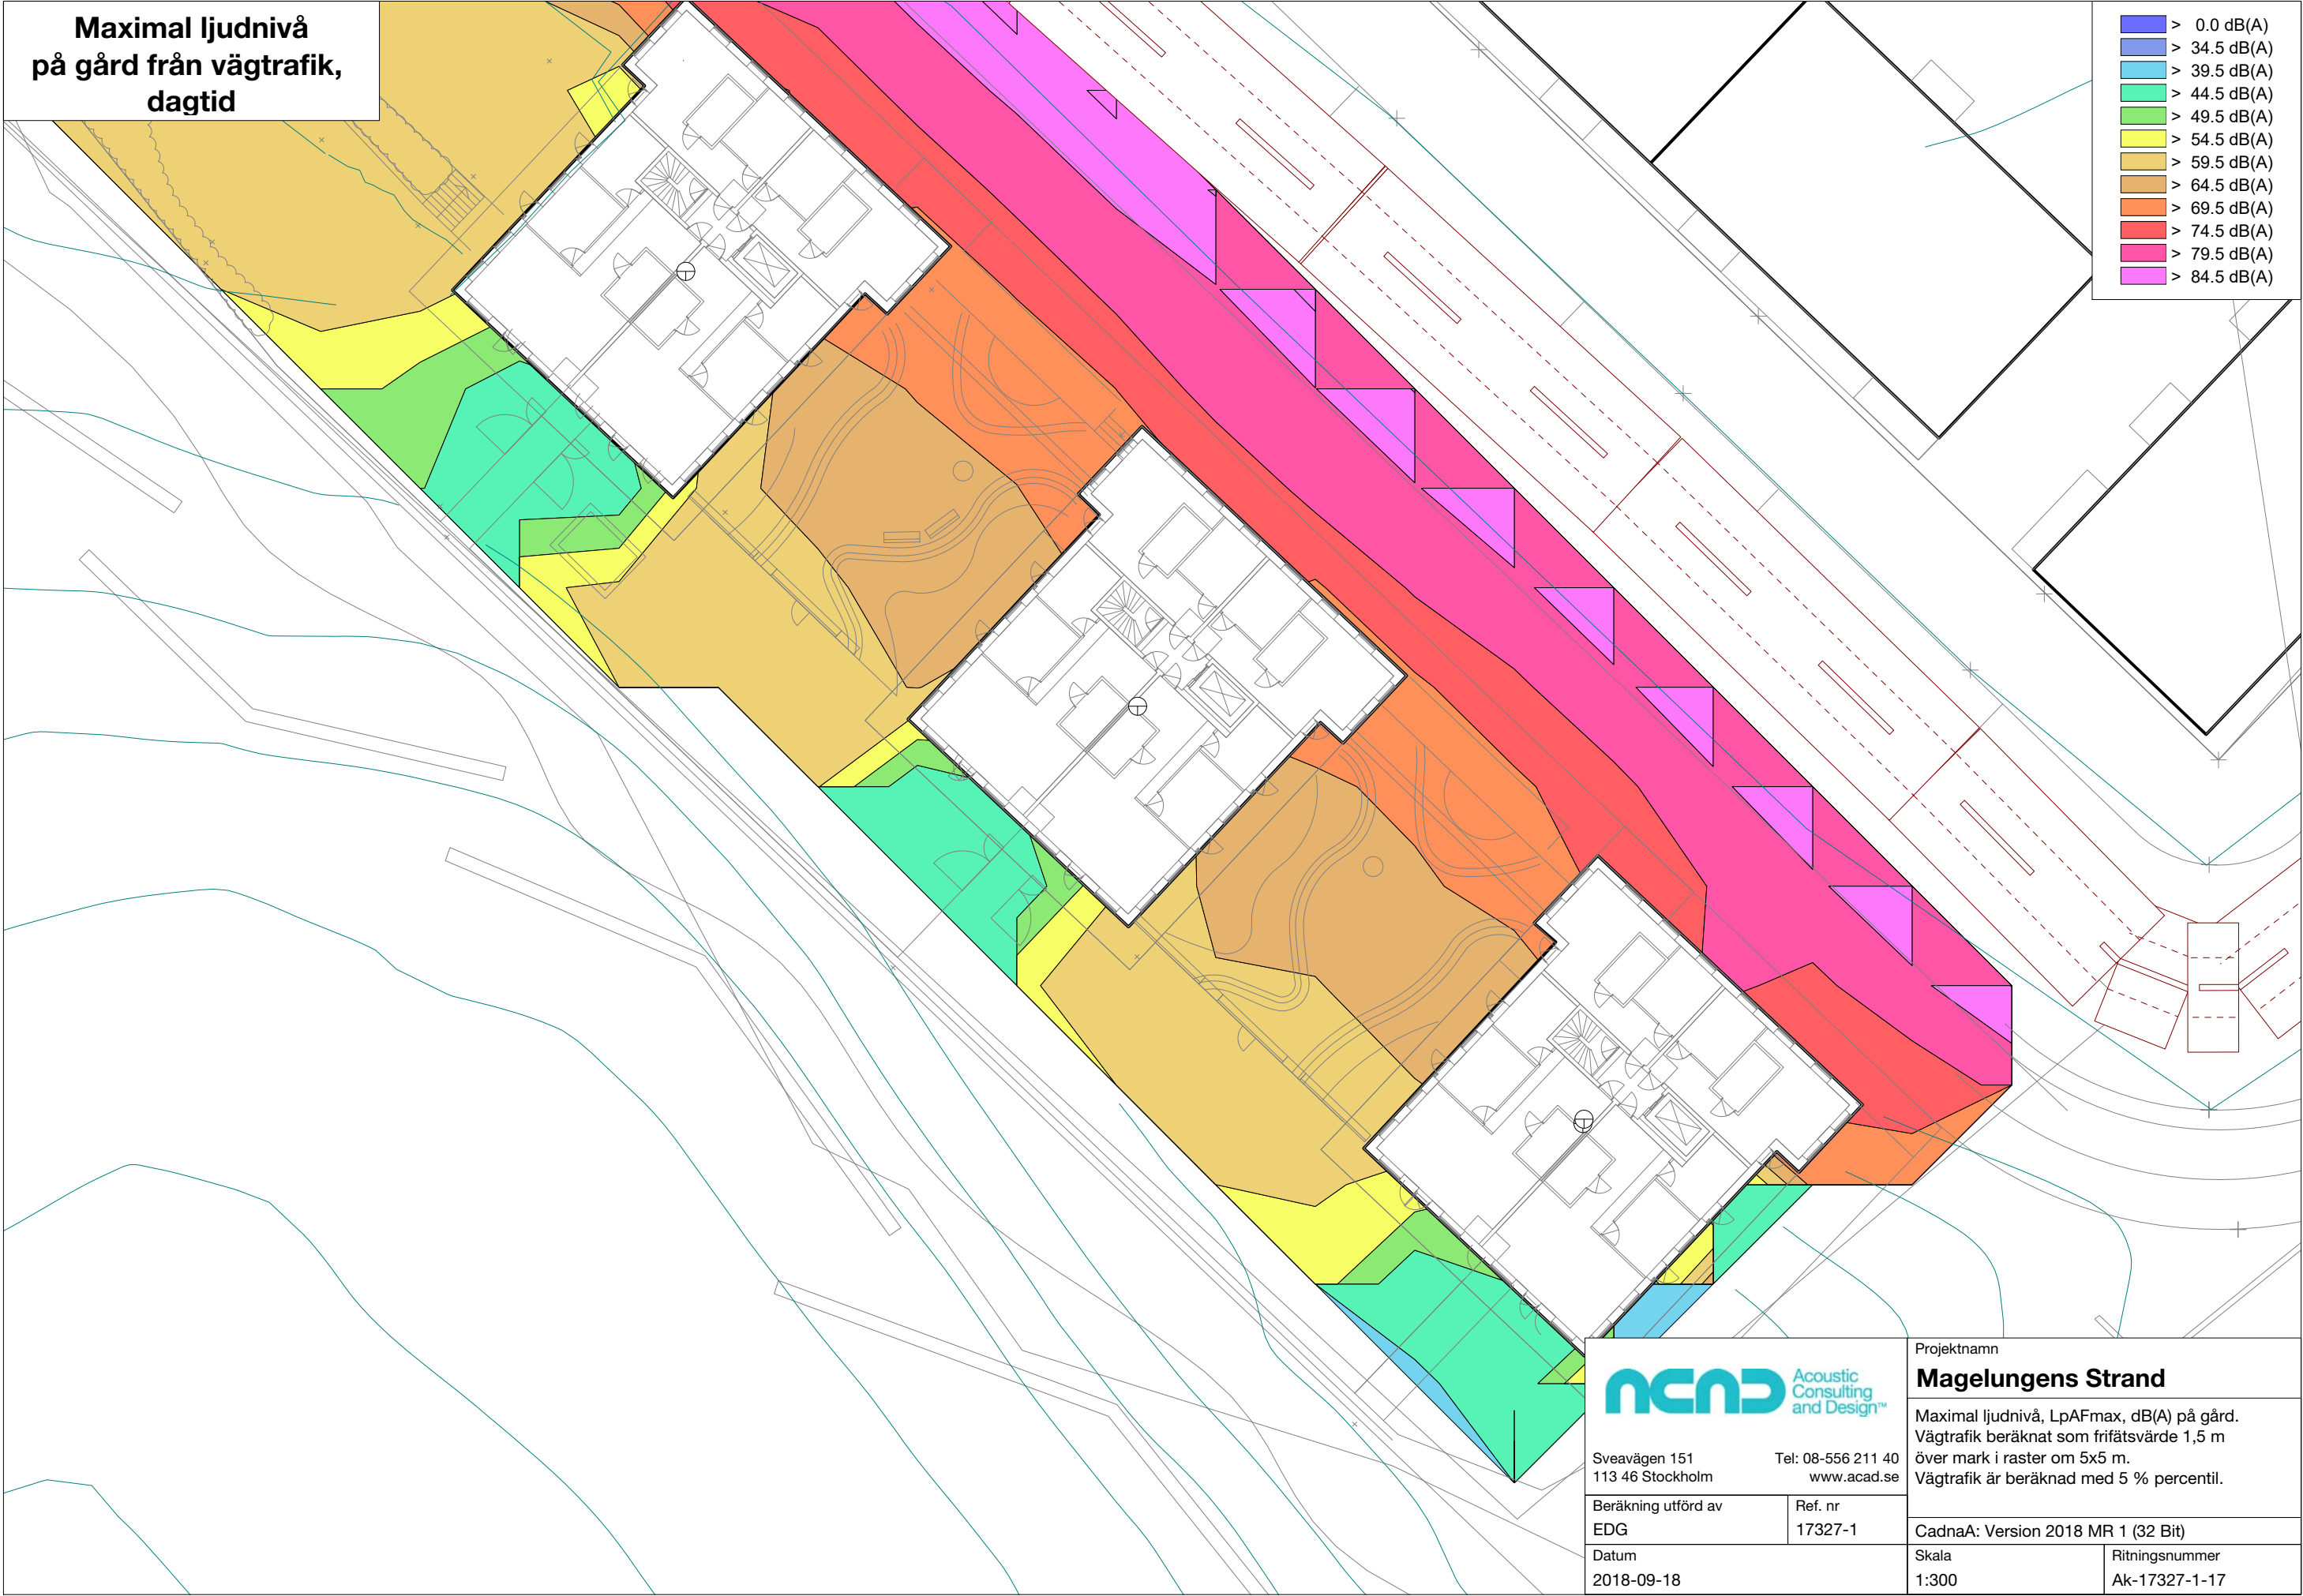 Maximal ljudnivå
på gård från vägtrafik,
dagtid
> 0.0 dB(A)
> 34.5 dB(A)
> 39.5 dB(A)
> 44.5 dB(A)
> 49.5 dB(A)
> 54.5 dB(A)
> 59.5 dB(A)
> 64.5 dB(A)
> 69.5 dB(A)
> 74.5 dB(A)
> 79.5 dB(A)
> 84.5 dB(A)
acad
Acoustic
Consulting
and Design™
Sveavägen 151
113 46 Stockholm
Tel: 08-556 211 40
www.acad.se
Beräkning utförd av
EDG
Ref. nr
17327-1
Datum
2018-09-18
Projektnamn
Magelungens Strand
Maximal ljudnivå, LpAFmax, dB(A) på gård.
Vägtrafik beräknat som frifätsvärde 1,5 m
över mark i raster om 5x5 m.
Vägtrafik är beräknad med 5 % percentil.
CadnaA: Version 2018 MR 1 (32 Bit)
Skala
1:300
Ritningsnummer
Ak-17327-1-17